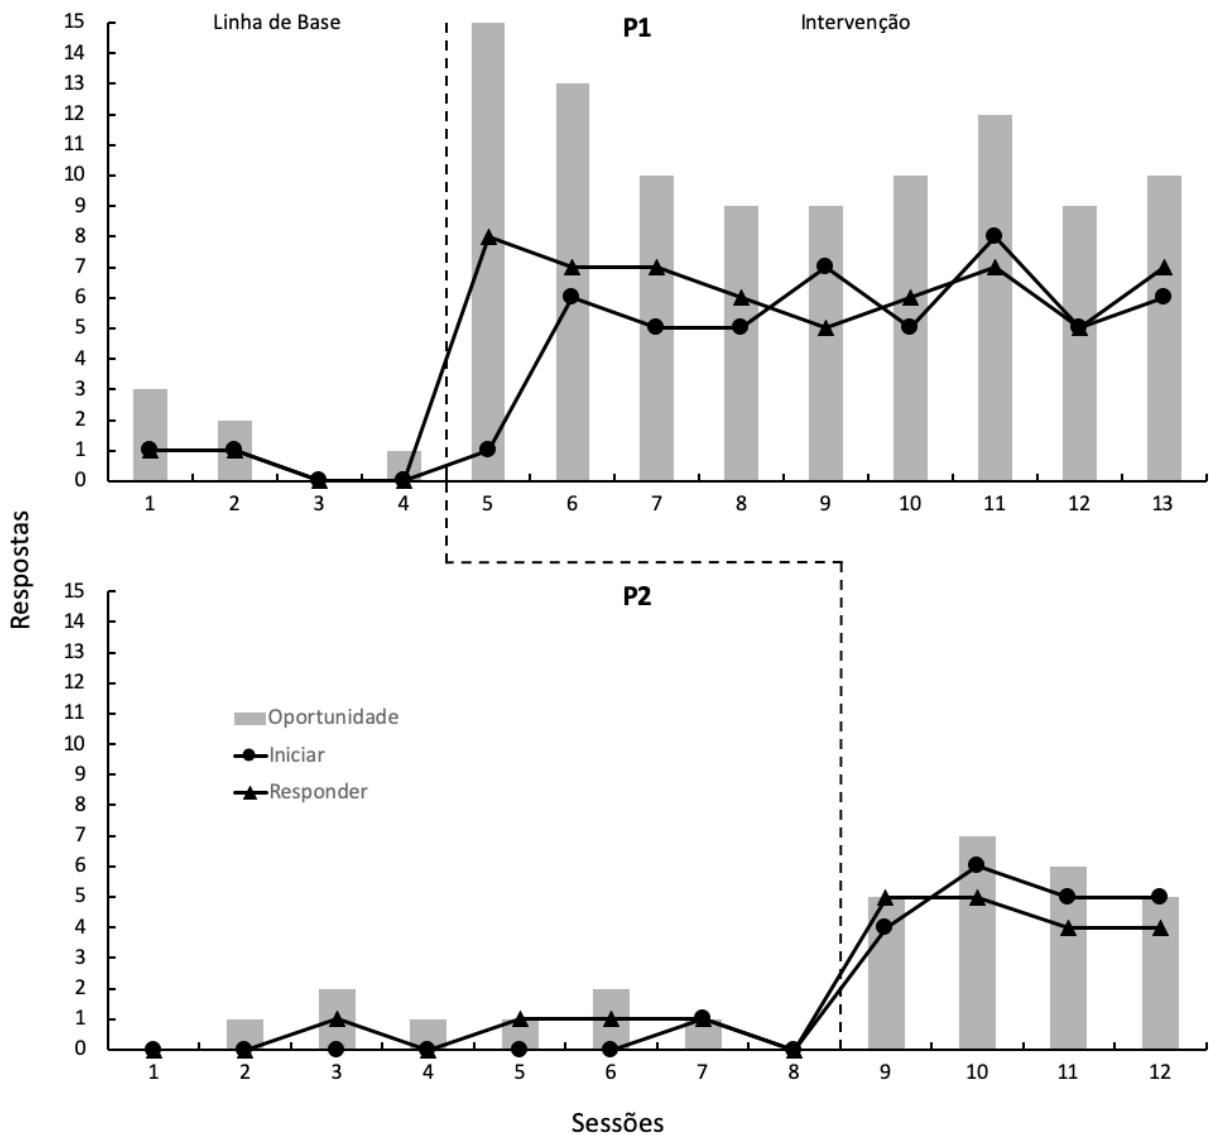 Linha de Base
P1
Intervenção
15
14
13
12
11
10
9
8
7
6
5
4
3
2
1
0
1 2 3 4 5 6 7 8 9 10 11 12 13
Respostas
P2
15
14
13
12
11
10
9
8
7
6
5
4
3
2
1
0
Oportunidade
Iniciar
Responder
1 2 3 4 5 6 7 8 9 10 11 12
Sessões